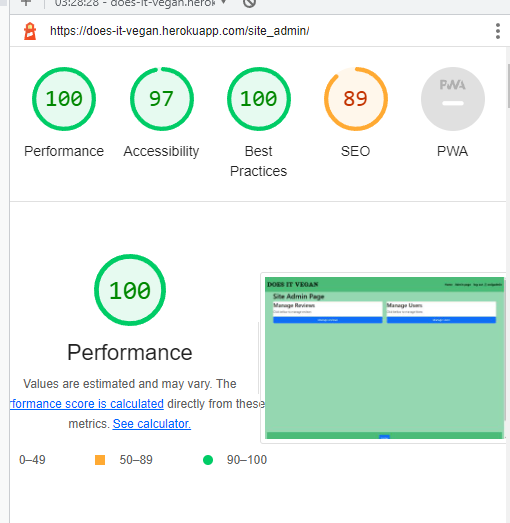 03:28:28 - does-it-vegan.herok
https://does-it-vegan.herokuapp.com/site_admin/
100 97 100 89 PWA
Performance Accessibility Best Practices SEO PWA
100
Performance
Values are estimated and may vary. The
rformance score is calculated directly from these
metrics. See calculator.
0–49 50–89 90–100
DOES IT VEGAN
Site Admin Page
Manage Reviews Manage Users